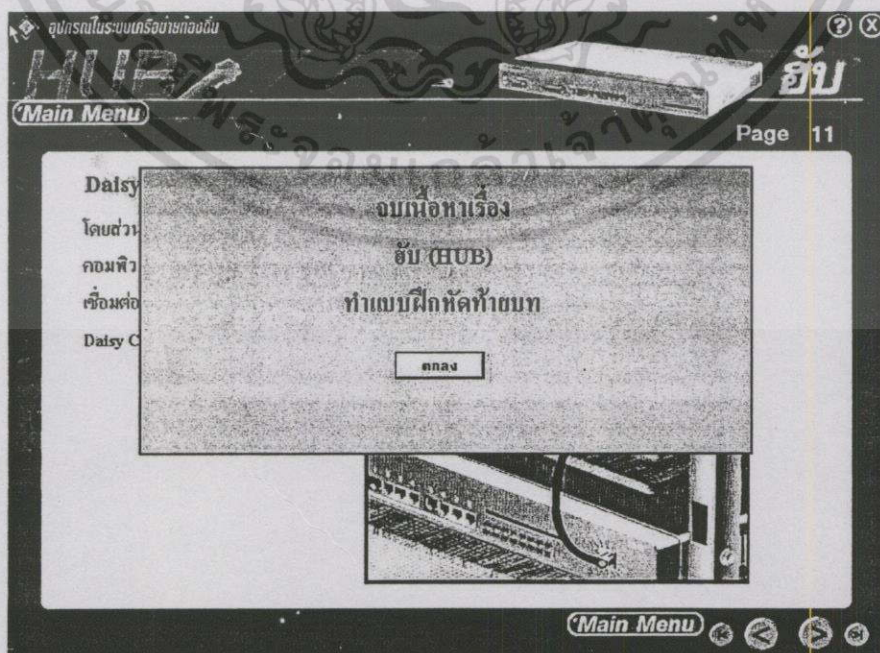 อุปกรณ์ในระบบเครือข่ายท้องถิ่น
HUB
ฮับ
Main Menu
Page 11
Daisy
โดยส่วน
คอมพิว
เชื่อมต่อ
Daisy C
จบเนื้อหาเรื่อง
ฮับ (HUB)
ทำแบบฝึกหัดท้ายบท
ตกลง
Main Menu